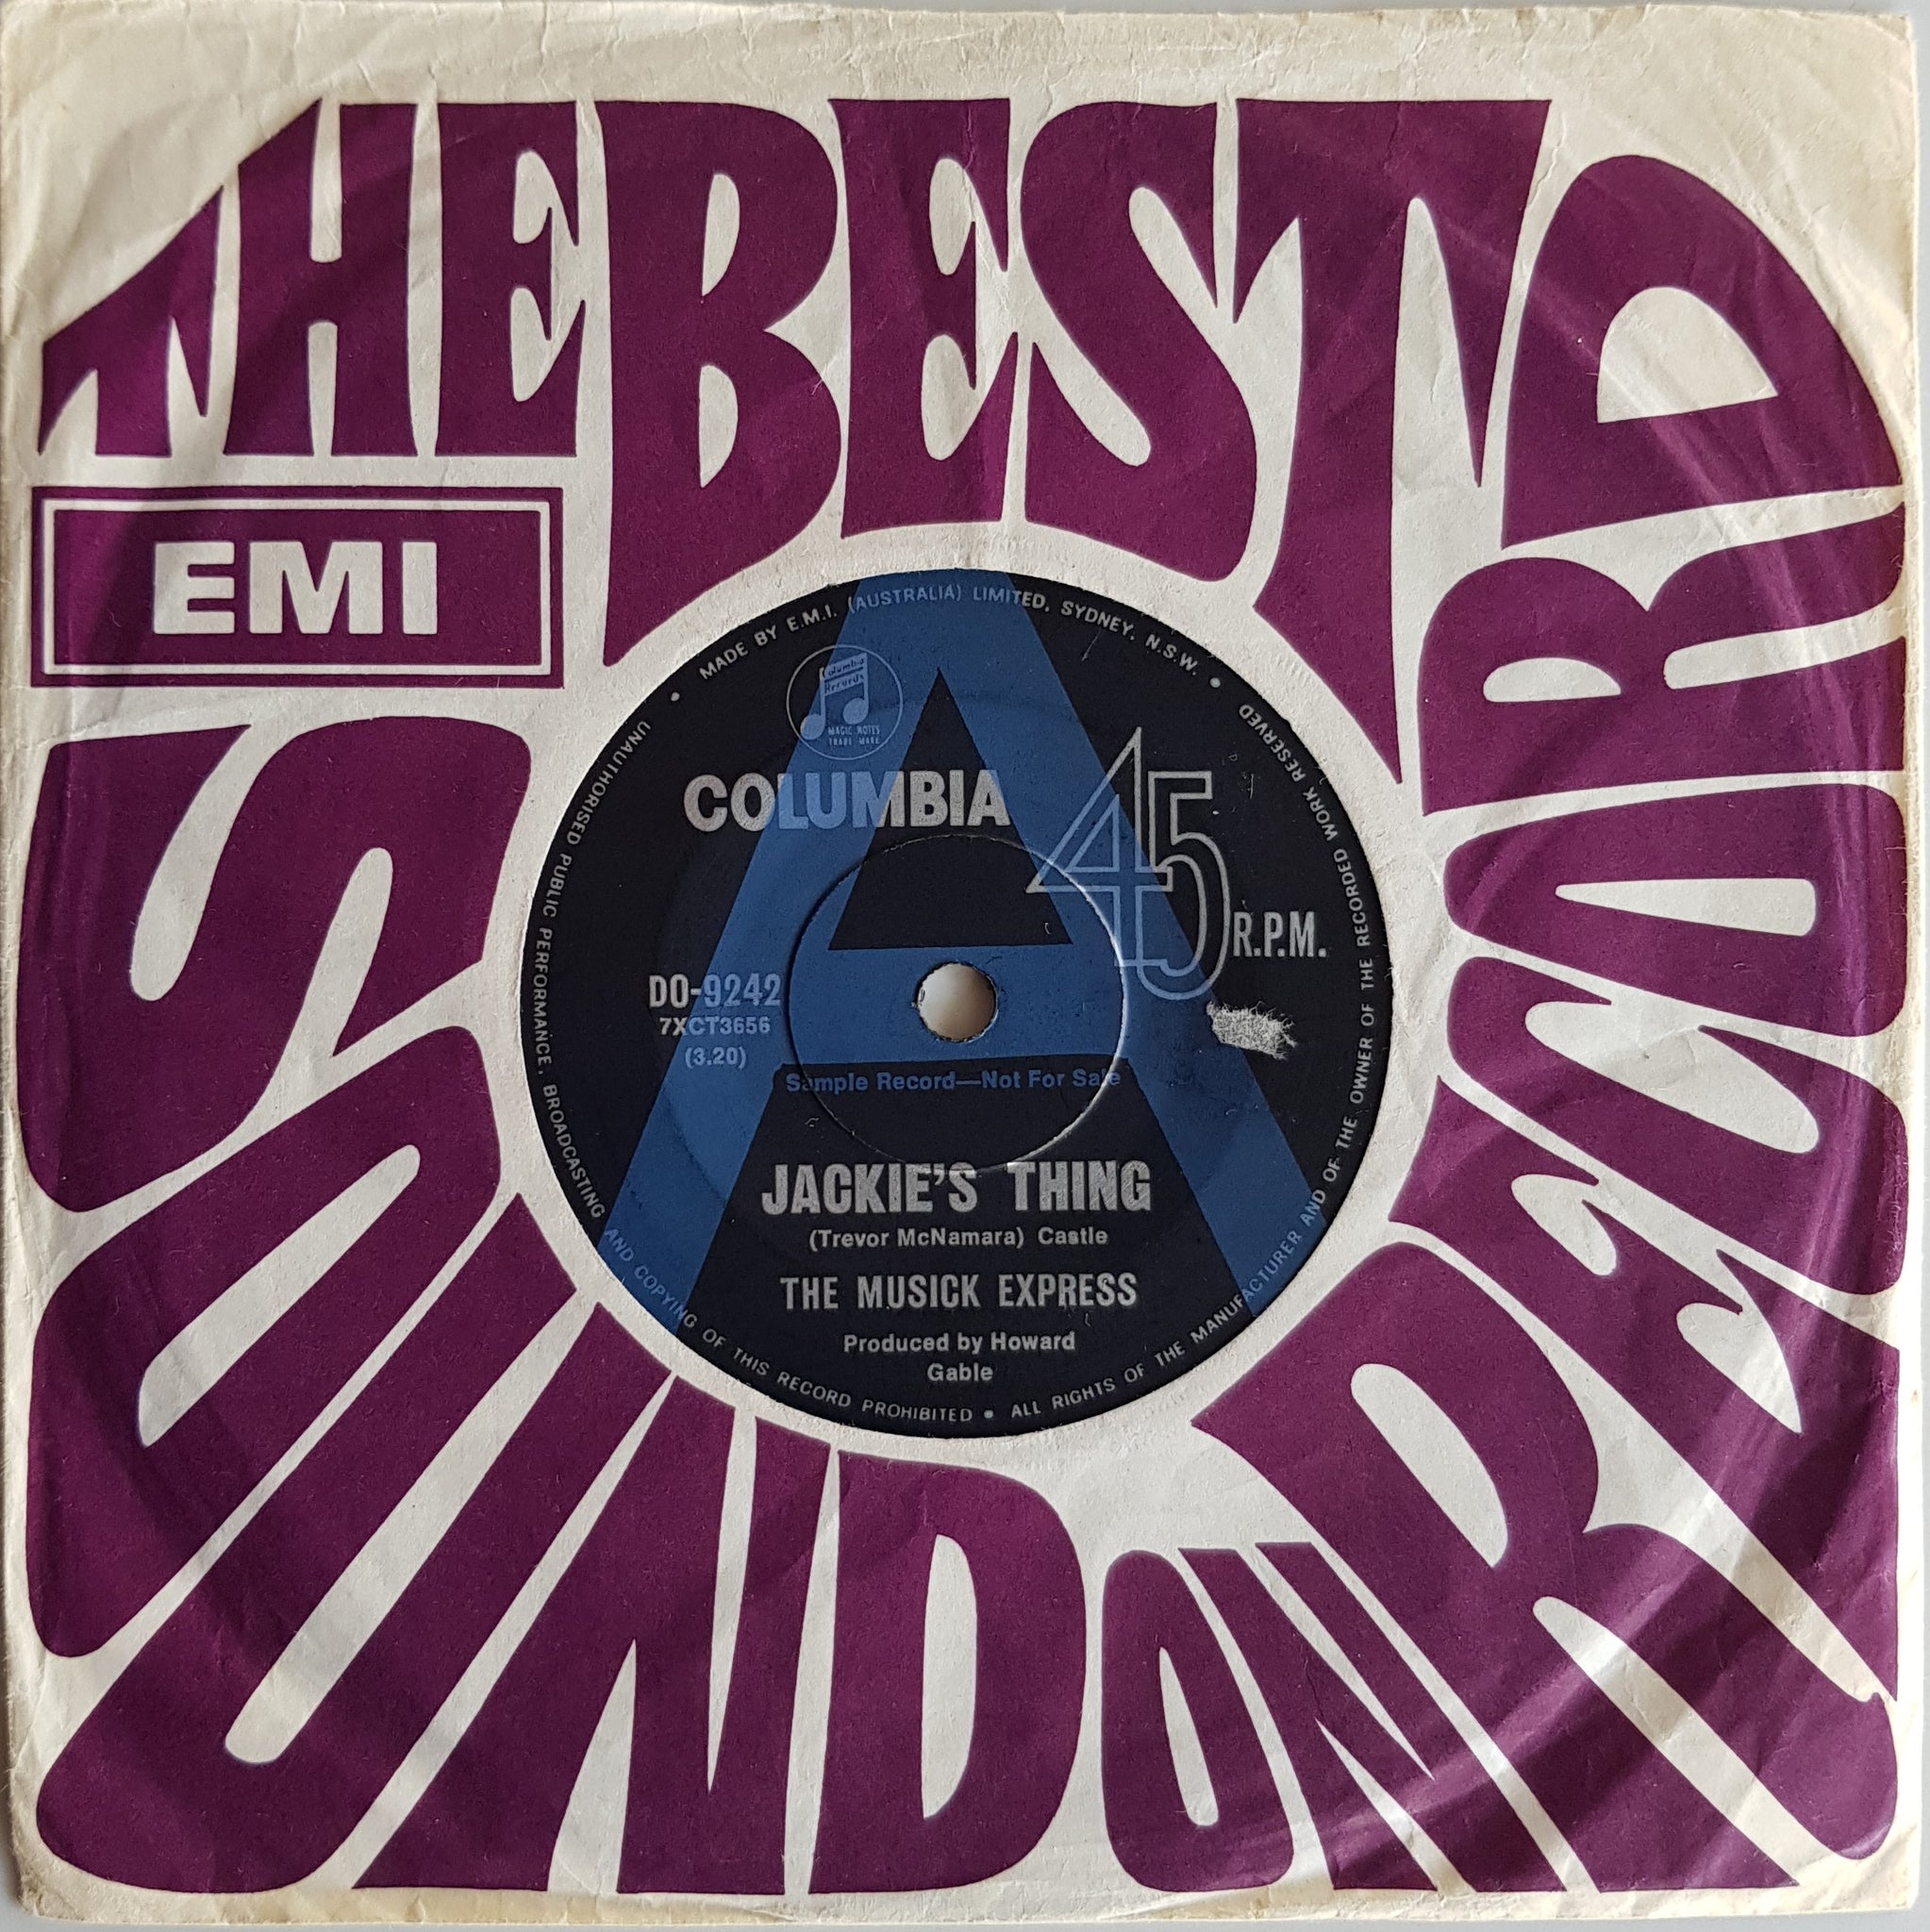 THE BEST
EMI
SOUND ON RECORD
MADE BY E.M.I. (AUSTRALIA) LIMITED. SYDNEY. N.S.W.
Columbia
Records
MAGIC NOTES
TRADE MARK
COLUMBIA
A
45 R.P.M.
DO-9242
7XCT3656
(3.20)
Sample Record—Not For Sale
JACKIE'S THING
(Trevor McNamara) Castle
THE MUSICK EXPRESS
Produced by Howard
Gable
UNAUTHORISED PUBLIC PERFORMANCE. BROADCASTING AND COPYING OF THIS RECORD PROHIBITED • ALL RIGHTS OF THE MANUFACTURER AND OF THE OWNER OF THE RECORDED WORK RESERVED